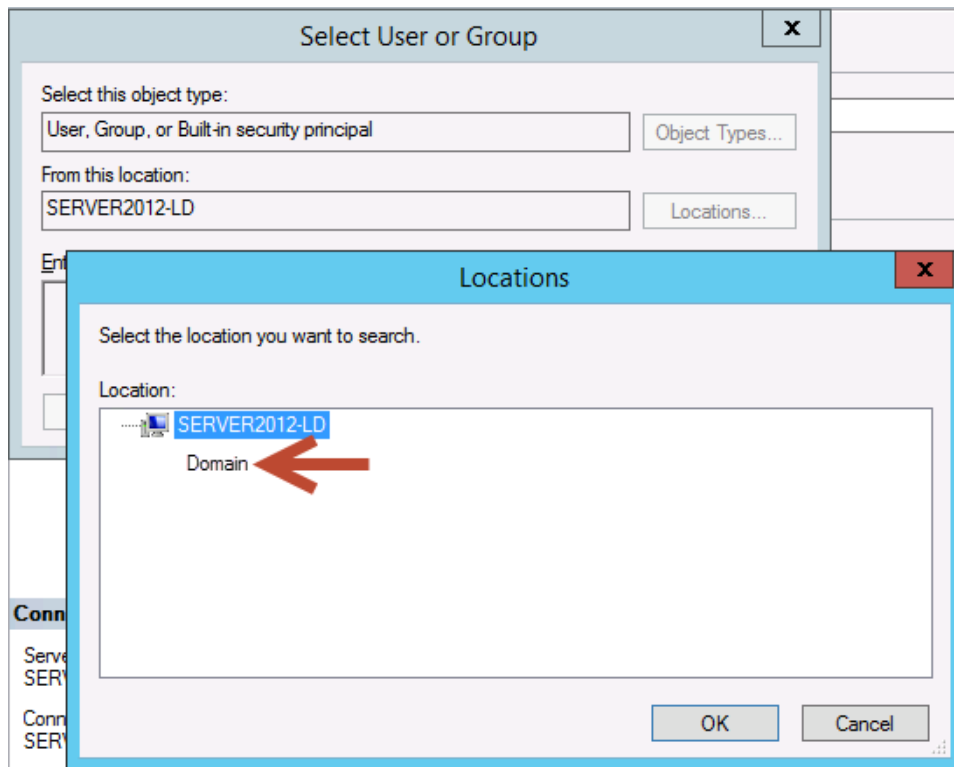 Select User or Group
x
Select this object type:
User, Group, or Built-in security principal
Object Types...
From this location:
SERVER2012-LD
Locations...
Locations
x
Select the location you want to search.
Location:
SERVER2012-LD
Domain
Conn
OK
Cancel